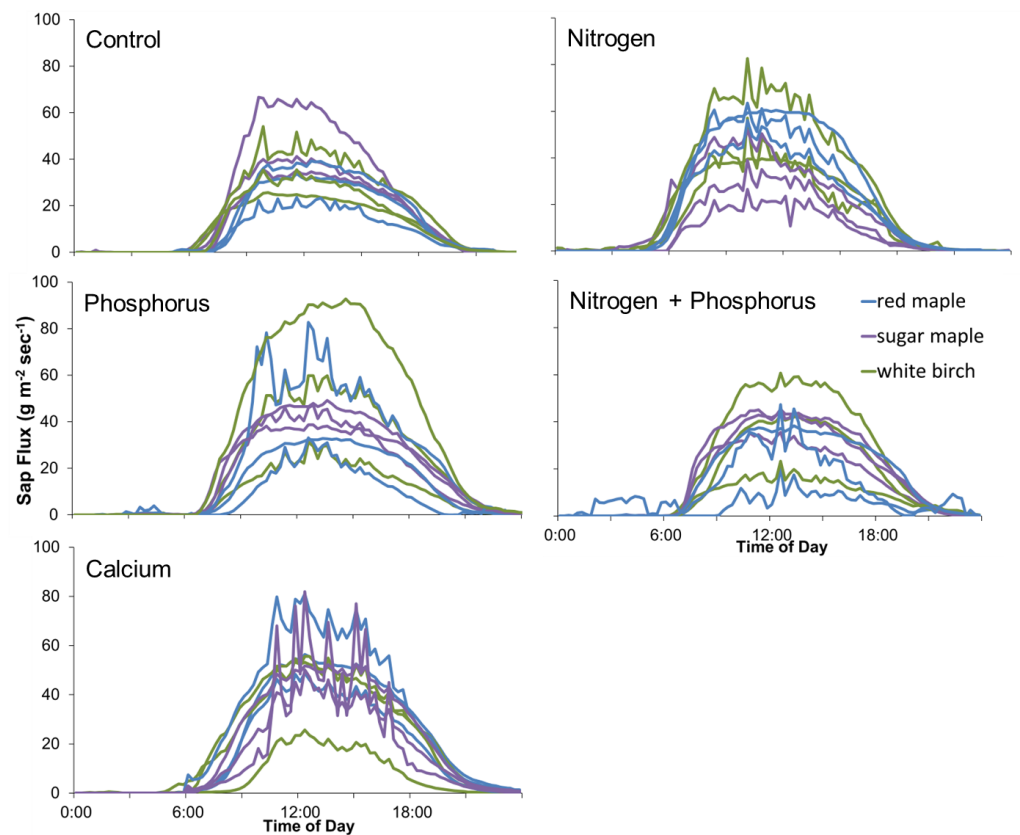 Control
100
80
60
40
20
0
Nitrogen
Phosphorus
100
80
60
40
20
0
Sap Flux (g m⁻² sec⁻¹)
Nitrogen + Phosphorus
red maple
sugar maple
white birch
0:00 6:00 12:00 18:00
Time of Day
Calcium
100
80
60
40
20
0
0:00 6:00 12:00 18:00
Time of Day